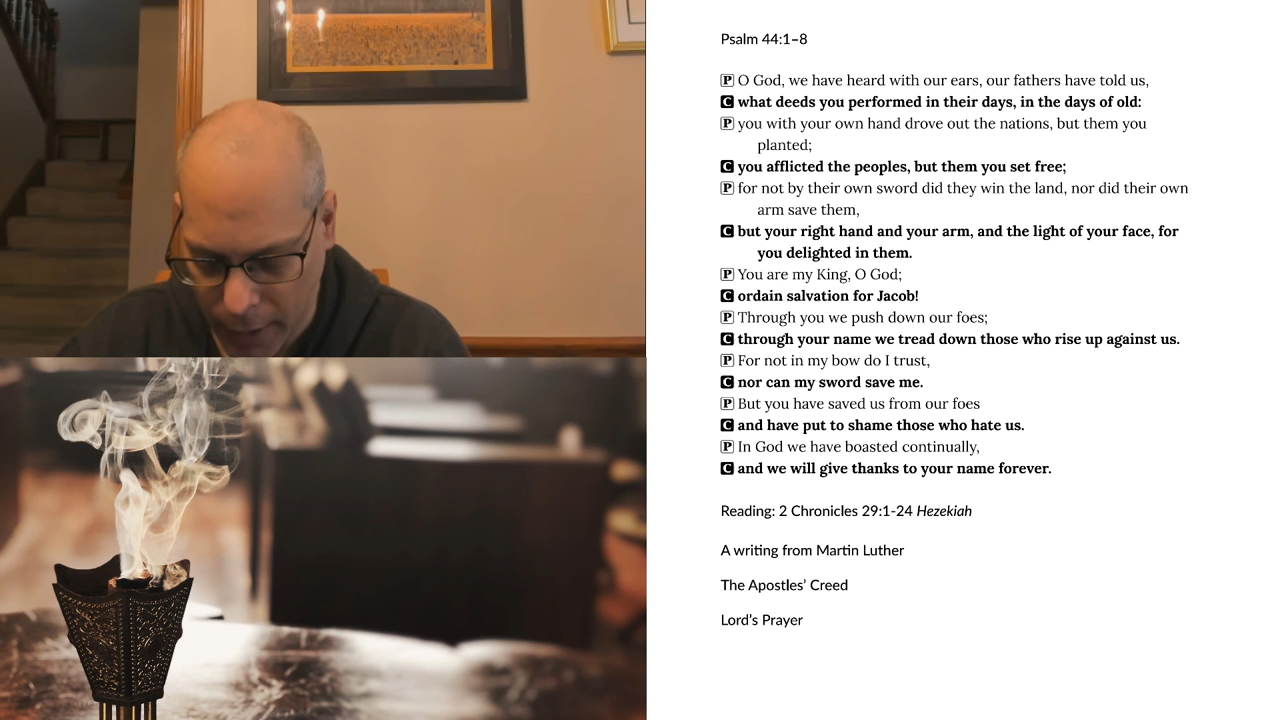 Psalm 44:1–8
P O God, we have heard with our ears, our fathers have told us,
C what deeds you performed in their days, in the days of old:
P you with your own hand drove out the nations, but them you
planted;
C you afflicted the peoples, but them you set free;
P for not by their own sword did they win the land, nor did their own
arm save them,
C but your right hand and your arm, and the light of your face, for
you delighted in them.
P You are my King, O God;
C ordain salvation for Jacob!
P Through you we push down our foes;
C through your name we tread down those who rise up against us.
P For not in my bow do I trust,
C nor can my sword save me.
P But you have saved us from our foes
C and have put to shame those who hate us.
P In God we have boasted continually,
C and we will give thanks to your name forever.
Reading: 2 Chronicles 29:1-24 Hezekiah
A writing from Martin Luther
The Apostles' Creed
Lord's Prayer